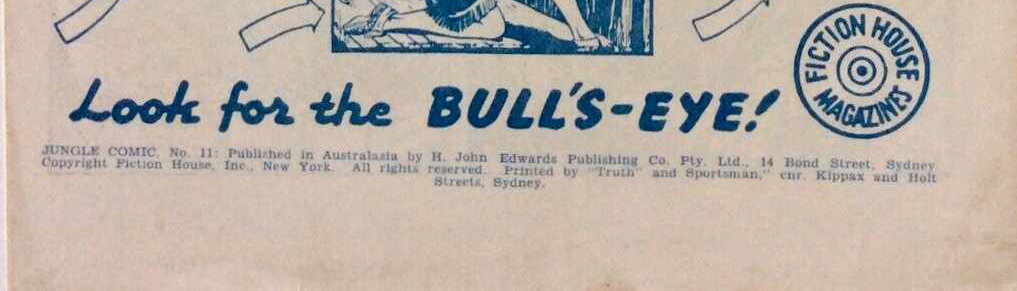 Look for the BULL'S-EYE!
FICTION HOUSE
MAGAZINES
JUNGLE COMIC, No. 11: Published in Australasia by H. John Edwards Publishing Co. Pty. Ltd., 14 Bond Street, Sydney
Copyright Fiction House, Inc., New York. All rights reserved. Printed by "Truth" and Sportsman," cnr. Kippax and Holt
Streets, Sydney.